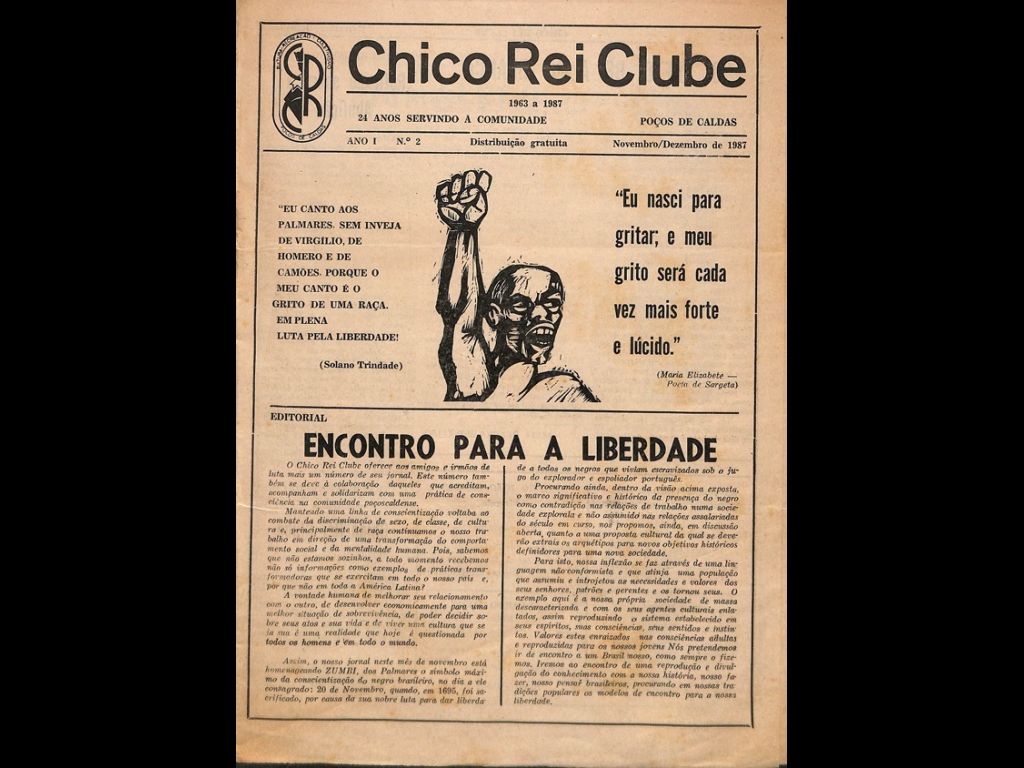 Chico Rei Clube
1963 a 1987
24 ANOS SERVINDO A COMUNIDADE
POÇOS DE CALDAS
ANO I N.º 2 Distribuição gratuita Novembro/Dezembro de 1987
"EU CANTO AOS
PALMARES. SEM INVEJA
DE VIRGÍLIO, DE
HOMERO E DE
CAMÕES. PORQUE O
MEU CANTO É O
GRITO DE UMA RAÇA.
EM PLENA
LUTA PELA LIBERDADE!
(Solano Trindade)
"Eu nasci para
gritar; e meu
grito será cada
vez mais forte
e lúcido."
(Maria Elizabete —
Poeta de Sargeta)
EDITORIAL
ENCONTRO PARA A LIBERDADE
O Chico Rei Clube oferece aos amigos e irmãos de
luta mais um número de seu jornal. Este número tam-
bém se deve à colaboração daqueles que acreditam,
acompanham e solidarizam com uma prática de cons-
ciência na comunidade poçoscaldense.
Mantendo uma linha de conscientização voltada ao
combate da discriminação de sexo, de classe, de cultu-
ra e, principalmente de raça continuamos o nosso tra-
balho em direção de uma transformação do comporta-
mento social e da mentalidade humana. Pois, sabemos
que não estamos sozinhos, a todo momento recebemos
não só informações como exemplos de práticas trans-
formadoras que se exercitam em todo o nosso país e,
por que não em toda a América Latina?
A vontade humana de melhorar seu relacionamento
com o outro, de desenvolver economicamente para uma
melhor situação de sobrevivência, de poder decidir so-
bre seus atos e sua vida e de viver uma cultura que se
ja sua é uma realidade que hoje é questionada por
todos os homens e em todo o mundo.
Assim, o nosso jornal neste mês de novembro está
homenageando ZUMBI, dos Palmares o símbolo máxi-
mo da conscientização do negro brasileiro, no dia a ele
consagrado: 20 de Novembro, quando, em 1695, foi sa-
crificado, por causa da sua nobre luta para dar liberda-
de a todos os negros que viviam escravizados sob o ju-
go do explorador e espoliador português.
Procurando ainda, dentro da visão acima exposta,
o marco significativo e histórico da presença do negro
como contradição nas relações de trabalho numa socie-
dade explorada e não assumido nas relações assalariadas
do século em curso, nos propomos, ainda, em discussão
aberta, quanto a uma proposta cultural da qual se deve-
rão extrais os arquétipos para novos objetivos históricos
definidores para uma nova sociedade.
Para isto, nossa inflexão se faz através de uma lin-
guagem não conformista e que atinja uma população
que assumiu e introjetou as necessidades e valores dos
seus senhores, patrões e gerentes e os tornou seus. O
exemplo aqui é a nossa própria sociedade de massa
descaracterizada e com os seus agentes culturais enla-
tados, assim reproduzindo o sistema estabelecido em
seus espíritos, suas consciências, seus sentidos e instin-
tos. Valores estes enraizados nas consciências adultas
e reproduzidas para os nossos jovens Nós pretendemos
ir de encontro a um Brasil nosso, como sempre o fize-
mos. Iremos ao encontro de uma reprodução e divul-
gação do conhecimento com a nossa história, nosso fa-
zer, nosso pensar brasileiros, procurando em nossas tra-
dições populares os modelos de encontro para a nossa
liberdade.